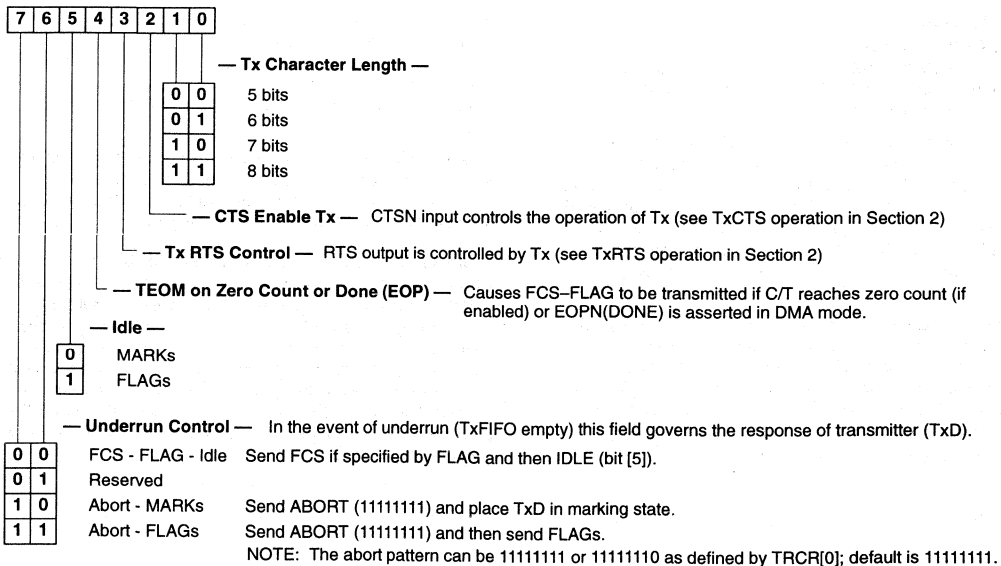 7 6 5 4 3 2 1 0
— Tx Character Length —
0 0 5 bits
0 1 6 bits
1 0 7 bits
1 1 8 bits
— CTS Enable Tx — CTSN input controls the operation of Tx (see TxCTS operation in Section 2)
— Tx RTS Control — RTS output is controlled by Tx (see TxRTS operation in Section 2)
— TEOM on Zero Count or Done (EOP) — Causes FCS–FLAG to be transmitted if C/T reaches zero count (if
enabled) or EOPN(DONE) is asserted in DMA mode.
— Idle —
0 MARKs
1 FLAGs
— Underrun Control — In the event of underrun (TxFIFO empty) this field governs the response of transmitter (TxD).
0 0 FCS - FLAG - Idle Send FCS if specified by FLAG and then IDLE (bit [5]).
0 1 Reserved
1 0 Abort - MARKs Send ABORT (11111111) and place TxD in marking state.
1 1 Abort - FLAGs Send ABORT (11111111) and then send FLAGs.
NOTE: The abort pattern can be 11111111 or 11111110 as defined by TRCR[0]; default is 11111111.